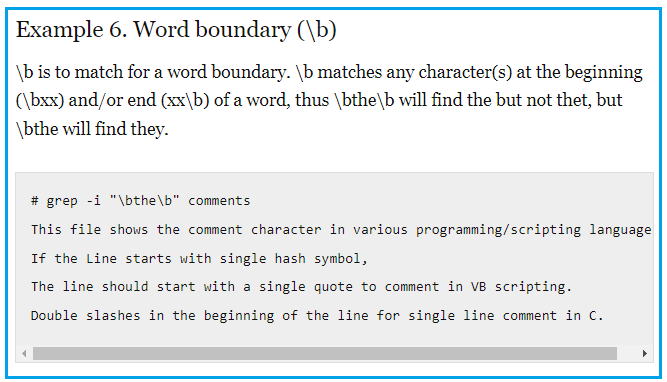 Example 6. Word boundary (\b)
\b is to match for a word boundary. \b matches any character(s) at the beginning
(\bxx) and/or end (xx\b) of a word, thus \bthe\b will find the but not thet, but
\bthe will find they.
# grep -i "\bthe\b" comments
This file shows the comment character in various programming/scripting language
If the Line starts with single hash symbol,
The line should start with a single quote to comment in VB scripting.
Double slashes in the beginning of the line for single line comment in C.